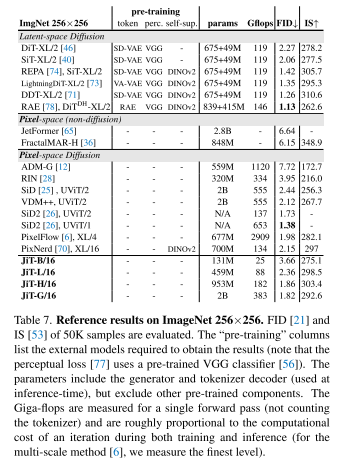 pre-training
ImgNet 256×256 token perc. self-sup. params Gflops FID↓ IS↑
Latent-space Diffusion
DiT-XL/2 [46] SD-VAE VGG - 675+49M 119 2.27 278.2
SiT-XL/2 [40] SD-VAE VGG - 675+49M 119 2.06 277.5
REPA [74], SiT-XL/2 SD-VAE VGG DINOv2 675+49M 119 1.42 305.7
LightningDiT-XL/2 [73] VA-VAE VGG DINOv2 675+49M 119 1.35 295.3
DDT-XL/2 [71] SD-VAE VGG DINOv2 675+49M 119 1.26 310.6
RAE [78], DiTDH-XL/2 RAE VGG DINOv2 839+415M 146 1.13 262.6
Pixel-space (non-diffusion)
JetFormer [65] - - - 2.8B - 6.64 -
FractalMAR-H [36] - - - 848M - 6.15 348.9
Pixel-space Diffusion
ADM-G [12] - - - 559M 1120 7.72 172.7
RIN [28] - - - 320M 334 3.95 216.0
SiD [25] , UViT/2 - - - 2B 555 2.44 256.3
VDM++, UViT/2 - - - 2B 555 2.12 267.7
SiD2 [26], UViT/2 - - - N/A 137 1.73 -
SiD2 [26], UViT/1 - - - N/A 653 1.38 -
PixelFlow [6], XL/4 - - - 677M 2909 1.98 282.1
PixNerd [70], XL/16 - - DINOv2 700M 134 2.15 297
JiT-B/16 - - - 131M 25 3.66 275.1
JiT-L/16 - - - 459M 88 2.36 298.5
JiT-H/16 - - - 953M 182 1.86 303.4
JiT-G/16 - - - 2B 383 1.82 292.6
Table 7. Reference results on ImageNet 256×256. FID [21] and
IS [53] of 50K samples are evaluated. The “pre-training” columns
list the external models required to obtain the results (note that the
perceptual loss [77] uses a pre-trained VGG classifier [56]). The
parameters include the generator and tokenizer decoder (used at
inference-time), but exclude other pre-trained components. The
Giga-flops are measured for a single forward pass (not counting
the tokenizer) and are roughly proportional to the computational
cost of an iteration during both training and inference (for the
multi-scale method [6], we measure the finest level).